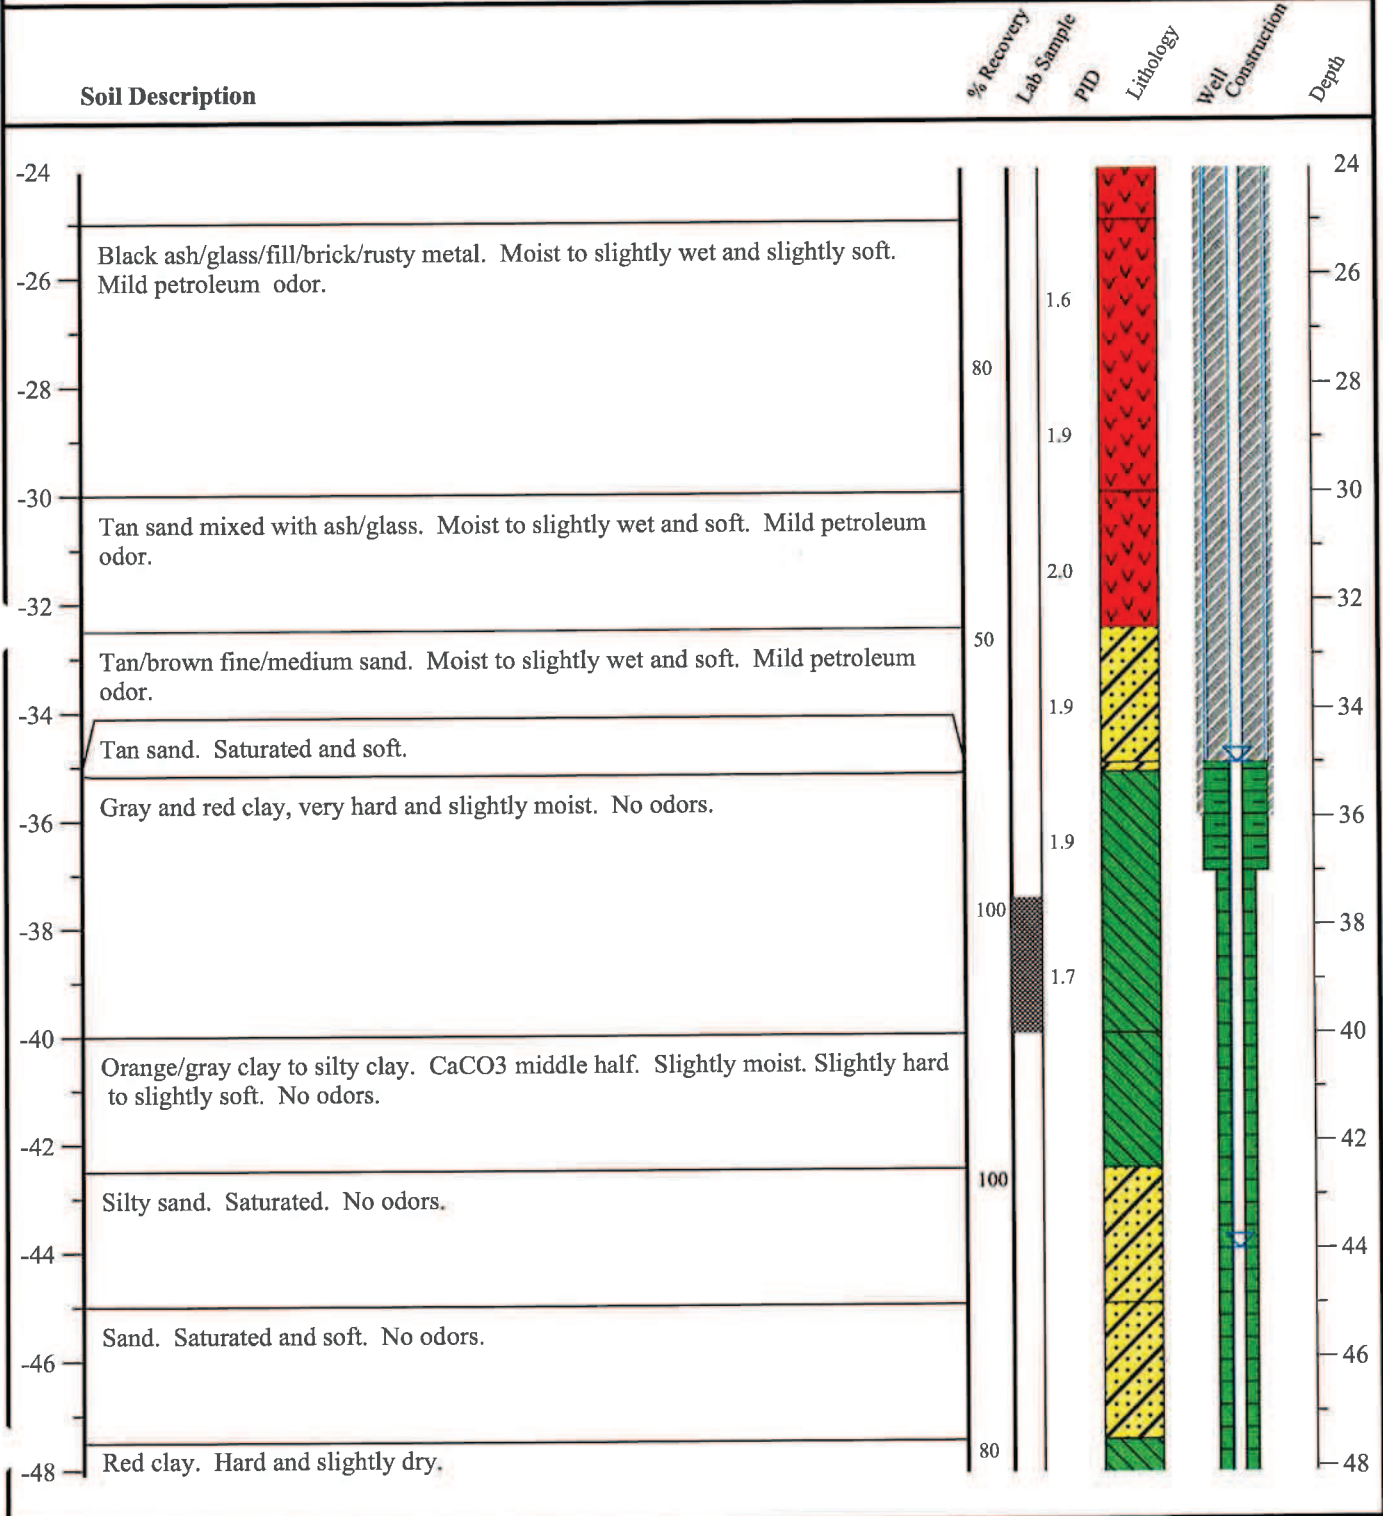 % Recovery
Lab Sample
PID
Lithology
Well
Construction
Depth
Soil Description
-24
24
Black ash/glass/fill/brick/rusty metal.  Moist to slightly wet and slightly soft.
Mild petroleum  odor.
-26
26
1.6
80
-28
28
1.9
-30
30
Tan sand mixed with ash/glass.  Moist to slightly wet and soft.  Mild petroleum
odor.
2.0
-32
32
50
Tan/brown fine/medium sand.  Moist to slightly wet and soft.  Mild petroleum
odor.
1.9
-34
34
Tan sand.  Saturated and soft.
Gray and red clay, very hard and slightly moist.  No odors.
-36
36
1.9
100
-38
38
1.7
-40
40
Orange/gray clay to silty clay.  CaCO3 middle half.  Slightly moist. Slightly hard
to slightly soft.  No odors.
-42
42
100
Silty sand.  Saturated.  No odors.
-44
44
Sand.  Saturated and soft.  No odors.
-46
46
80
Red clay.  Hard and slightly dry.
-48
48